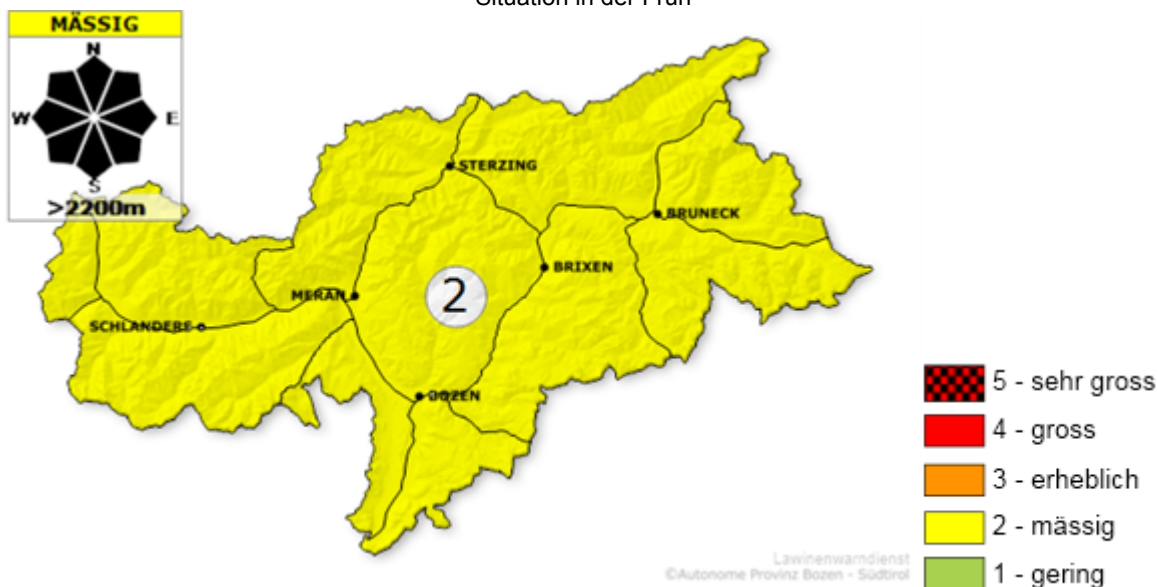 Situation in der Früh
MÄSSIG
N
W
E
S
>2200m
STERZING
BRUNECK
BRIXEN
MERAN
2
SCHLANDERS
BOZEN
5 - sehr gross
4 - gross
3 - erheblich
2 - mässig
1 - gering
Lawinenwarndienst
©Autonome Provinz Bozen - Südtirol